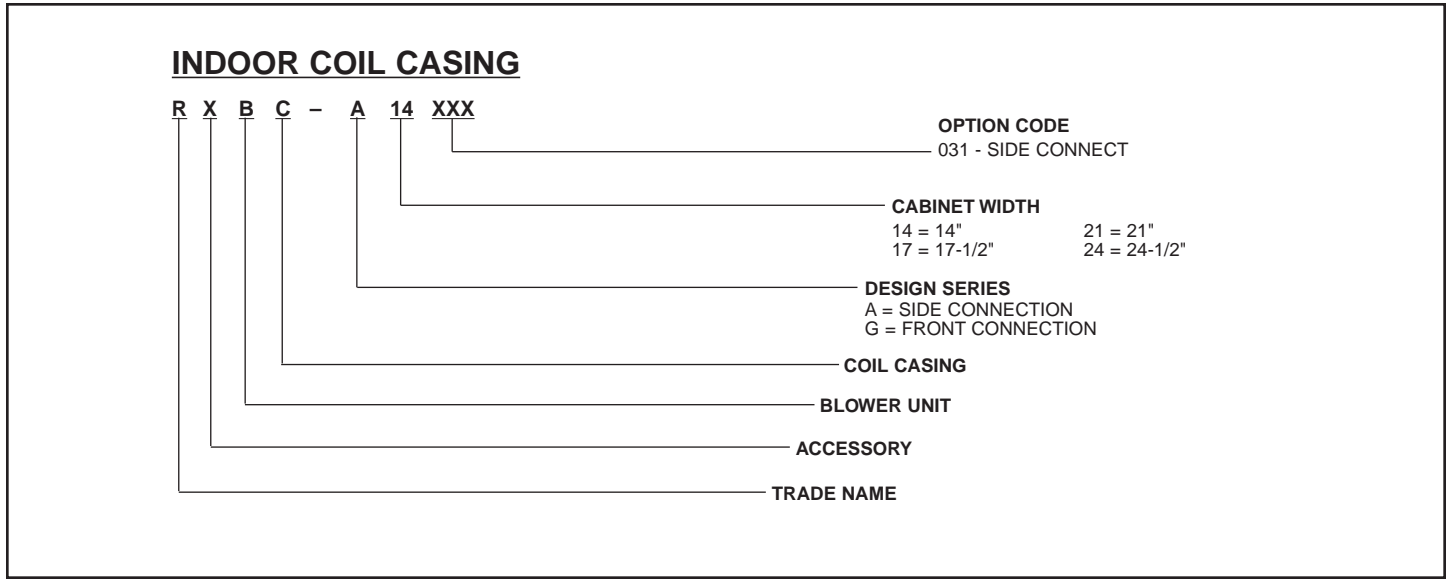 INDOOR COIL CASING
R X B C – A 14 XXX
OPTION CODE
031 - SIDE CONNECT
CABINET WIDTH
14 = 14" 21 = 21"
17 = 17-1/2" 24 = 24-1/2"
DESIGN SERIES
A = SIDE CONNECTION
G = FRONT CONNECTION
COIL CASING
BLOWER UNIT
ACCESSORY
TRADE NAME